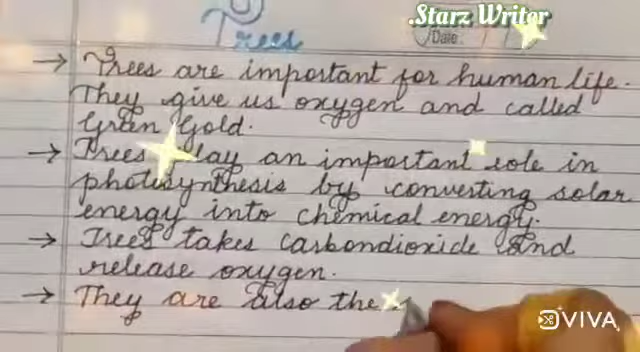 .Starz Writer
Trees
Date
→ Trees are important for human life.
They give us oxygen and called
Green Gold.
→ Trees play an important role in
photosynthesis by converting solar
energy into chemical energy.
→ Trees takes carbondioxide and
release oxygen.
→ They are also the
VIVA